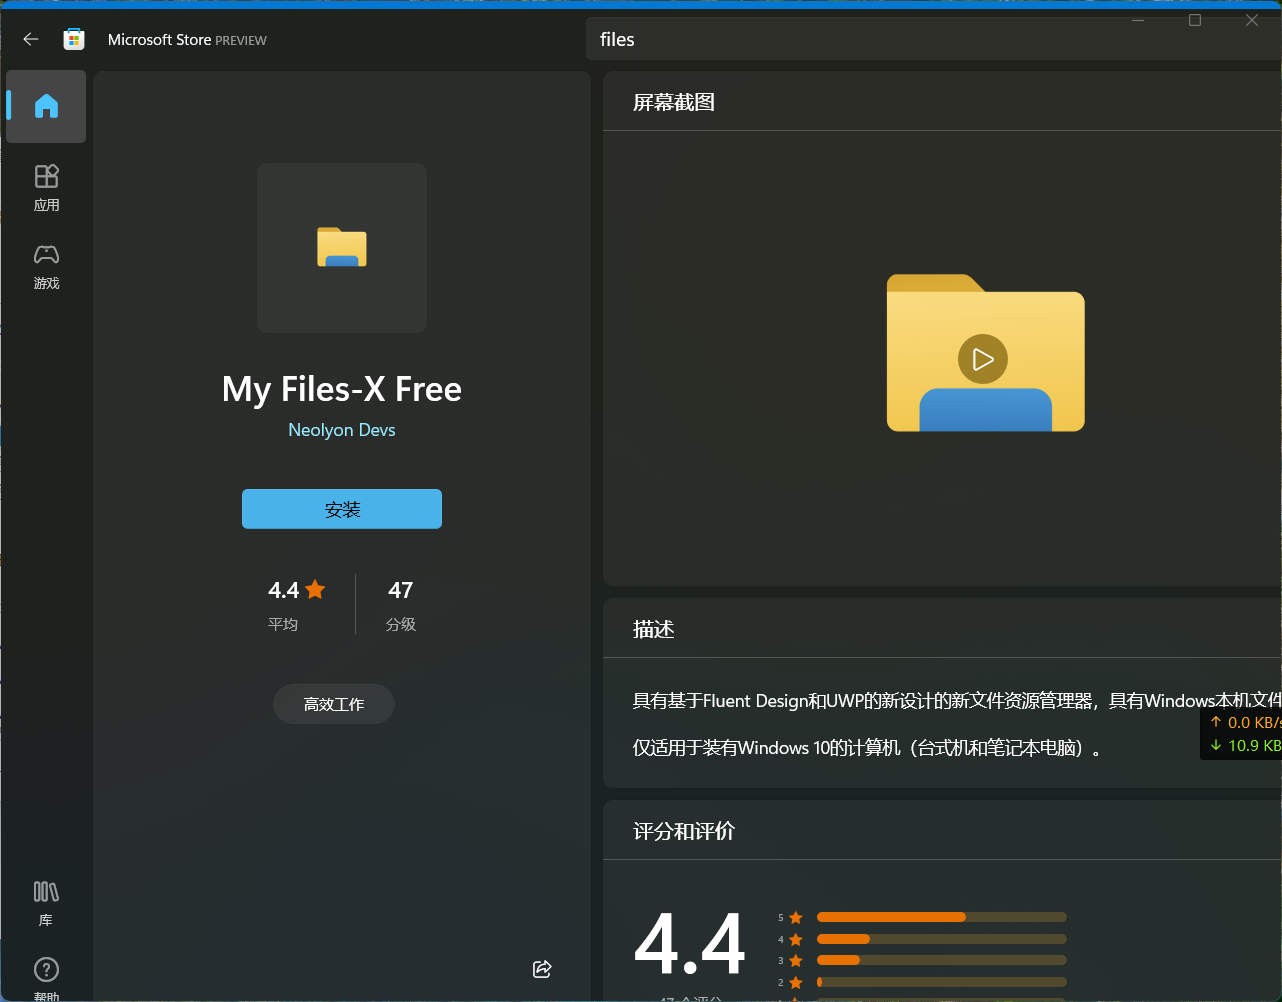 Microsoft Store PREVIEW
files
应用
游戏
库
帮助
My Files-X Free
Neolyon Devs
安装
4.4
平均
47
分级
高效工作
屏幕截图
描述
具有基于Fluent Design和UWP的新设计的新文件资源管理器，具有Windows本机文件
仅适用于装有Windows 10的计算机（台式机和笔记本电脑）。
↑ 0.0 KB/s
↓ 10.9 KB
评分和评价
4.4
5
4
3
2
47 个评分